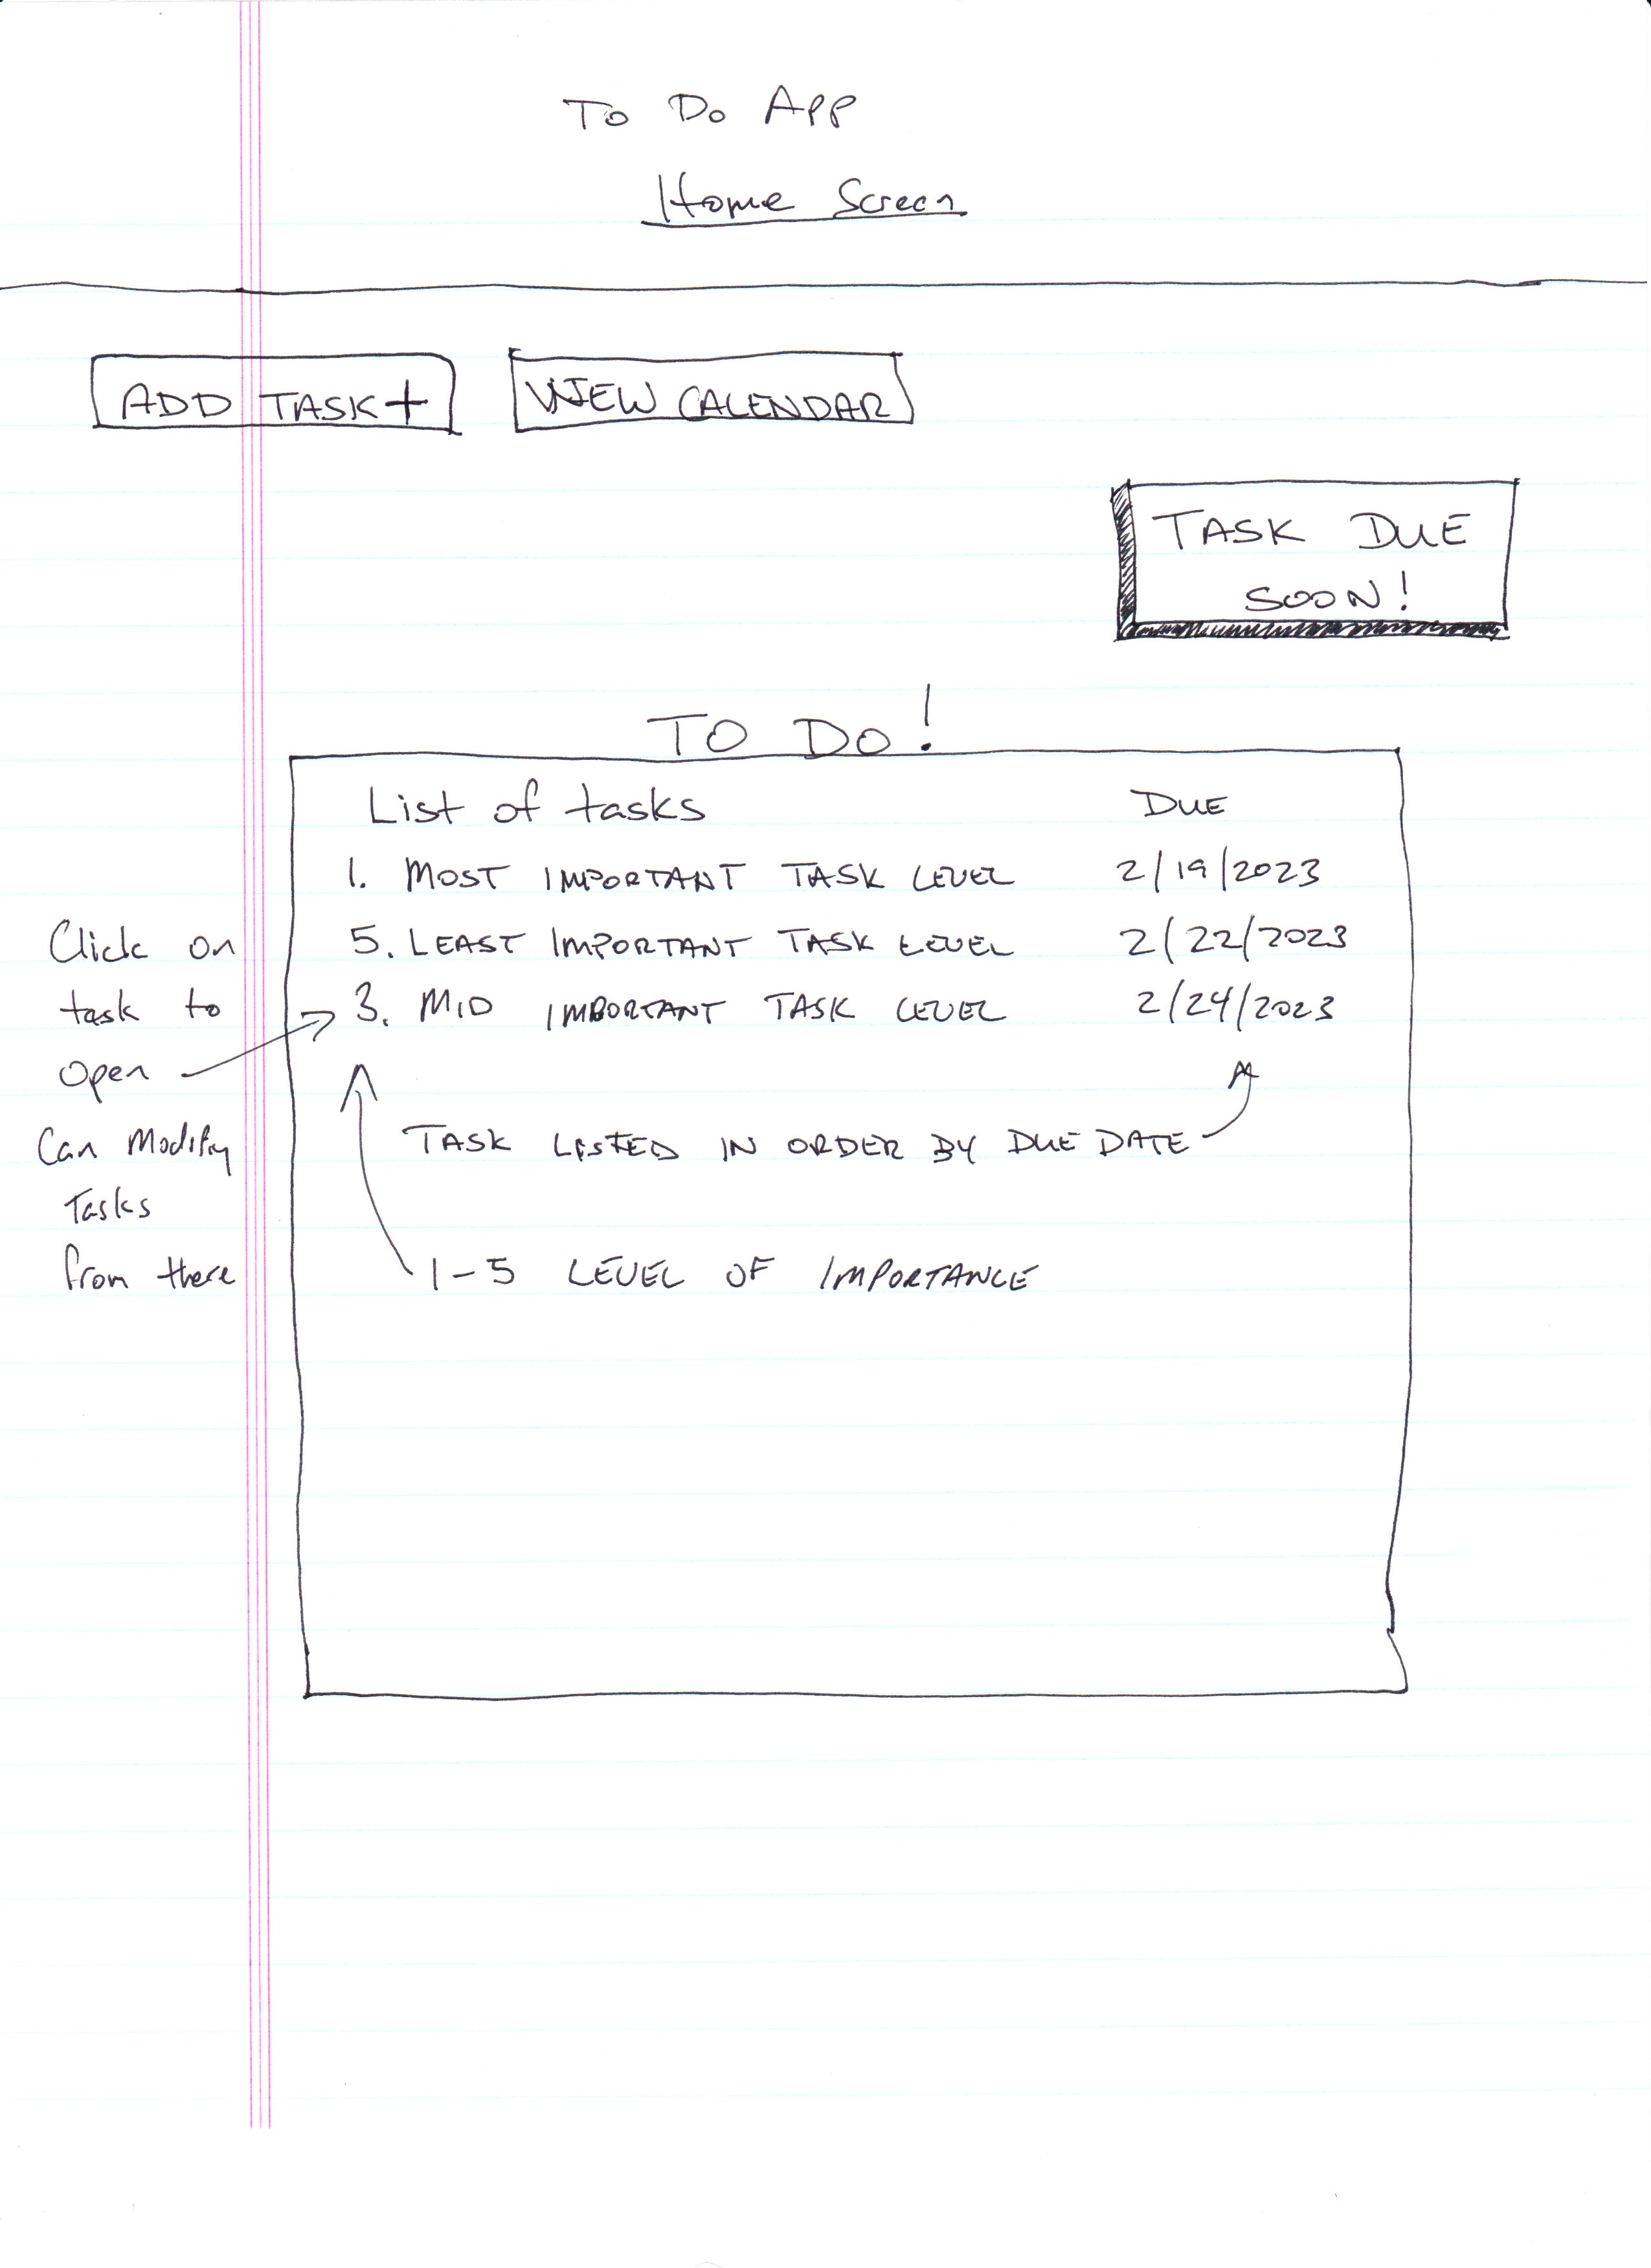 To Do App
Home Screen
ADD TASK+
VIEW CALENDAR
TASK DUE
SOON!
TO DO!
List of tasks DUE
1. MOST IMPORTANT TASK LEVEL 2/19/2023
5. LEAST IMPORTANT TASK LEVEL 2/22/2023
3. MID IMPORTANT TASK LEVEL 2/24/2023
Click on
task to
open
Can Modify
Tasks
from there
TASK LISTED IN ORDER BY DUE DATE
1-5 LEVEL OF IMPORTANCE